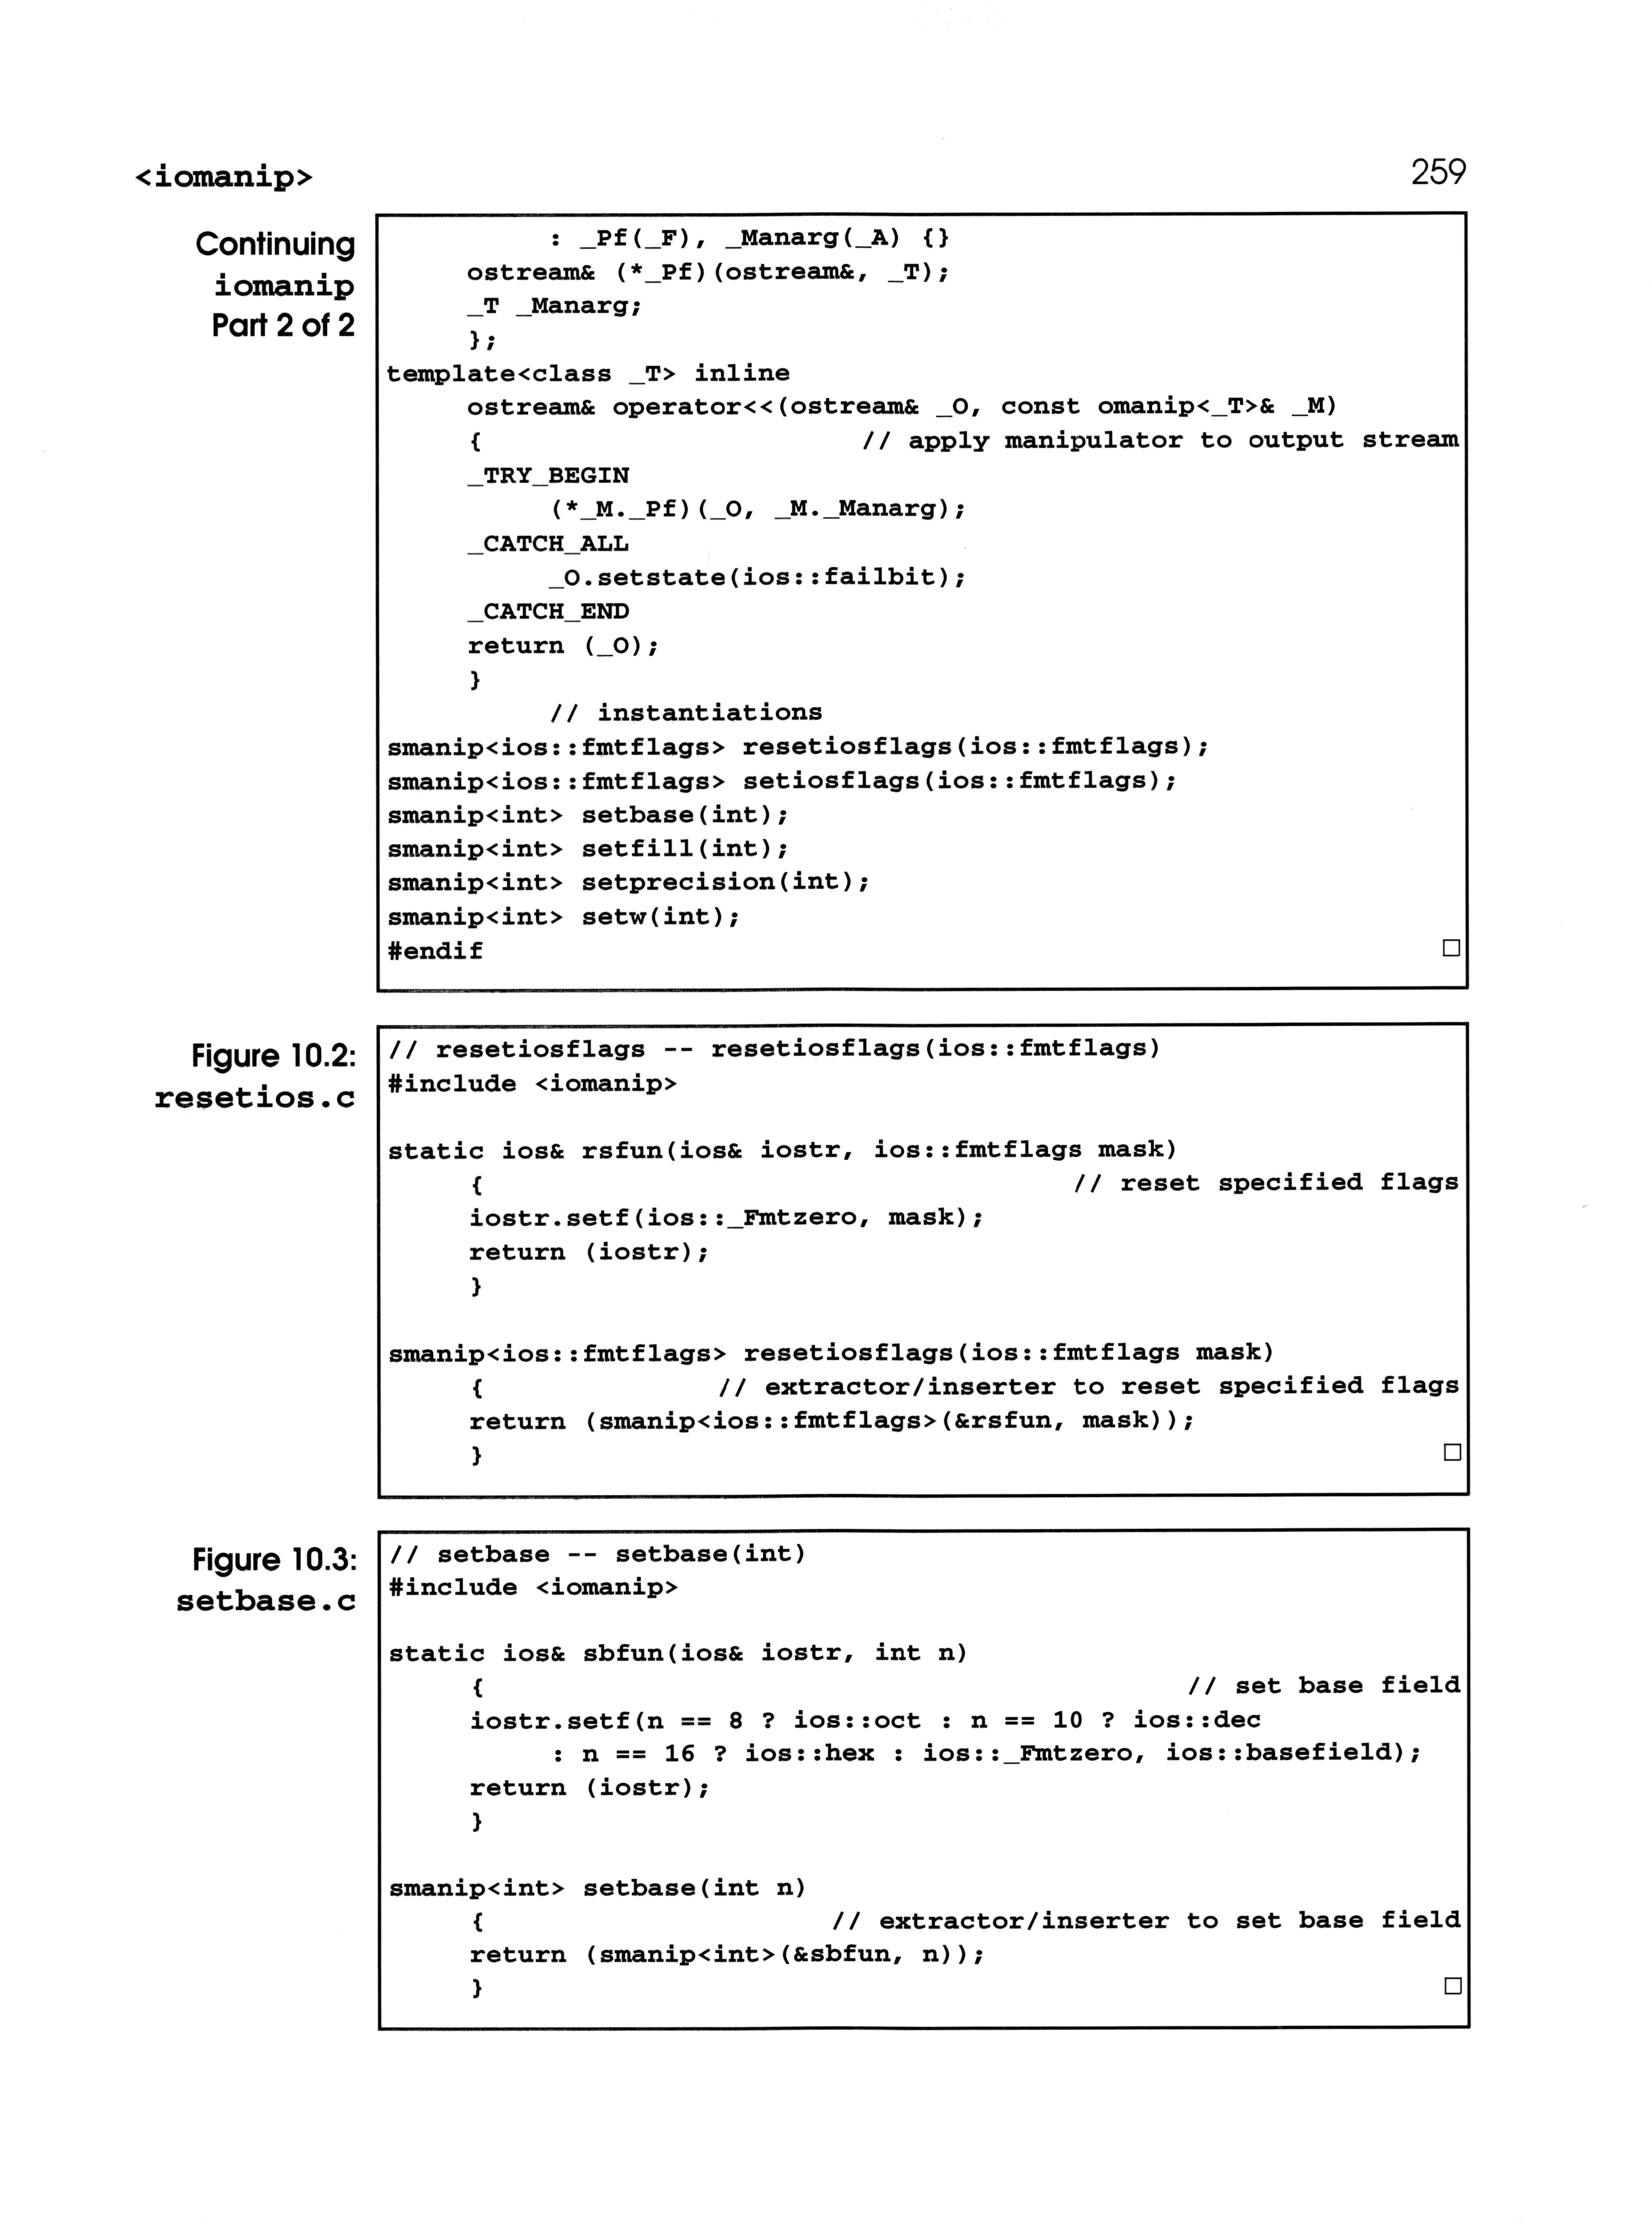 <iomanip> 259
Continuing
iomanip
Part 2 of 2
: _Pf(_F), _Manarg(_A) {}
ostream& (*_Pf)(ostream&, _T);
_T _Manarg;
};
template<class _T> inline
ostream& operator<<(ostream& _O, const omanip<_T>& _M)
{ // apply manipulator to output stream
_TRY_BEGIN
(*_M._Pf)(_O, _M._Manarg);
_CATCH_ALL
_O.setstate(ios::failbit);
_CATCH_END
return (_O);
}
// instantiations
smanip<ios::fmtflags> resetiosflags(ios::fmtflags);
smanip<ios::fmtflags> setiosflags(ios::fmtflags);
smanip<int> setbase(int);
smanip<int> setfill(int);
smanip<int> setprecision(int);
smanip<int> setw(int);
#endif □
Figure 10.2:
resetios.c
// resetiosflags -- resetiosflags(ios::fmtflags)
#include <iomanip>
static ios& rsfun(ios& iostr, ios::fmtflags mask)
{ // reset specified flags
iostr.setf(ios::_Fmtzero, mask);
return (iostr);
}
smanip<ios::fmtflags> resetiosflags(ios::fmtflags mask)
{ // extractor/inserter to reset specified flags
return (smanip<ios::fmtflags>(&rsfun, mask));
} □
Figure 10.3:
setbase.c
// setbase -- setbase(int)
#include <iomanip>
static ios& sbfun(ios& iostr, int n)
{ // set base field
iostr.setf(n == 8 ? ios::oct : n == 10 ? ios::dec
: n == 16 ? ios::hex : ios::_Fmtzero, ios::basefield);
return (iostr);
}
smanip<int> setbase(int n)
{ // extractor/inserter to set base field
return (smanip<int>(&sbfun, n));
} □